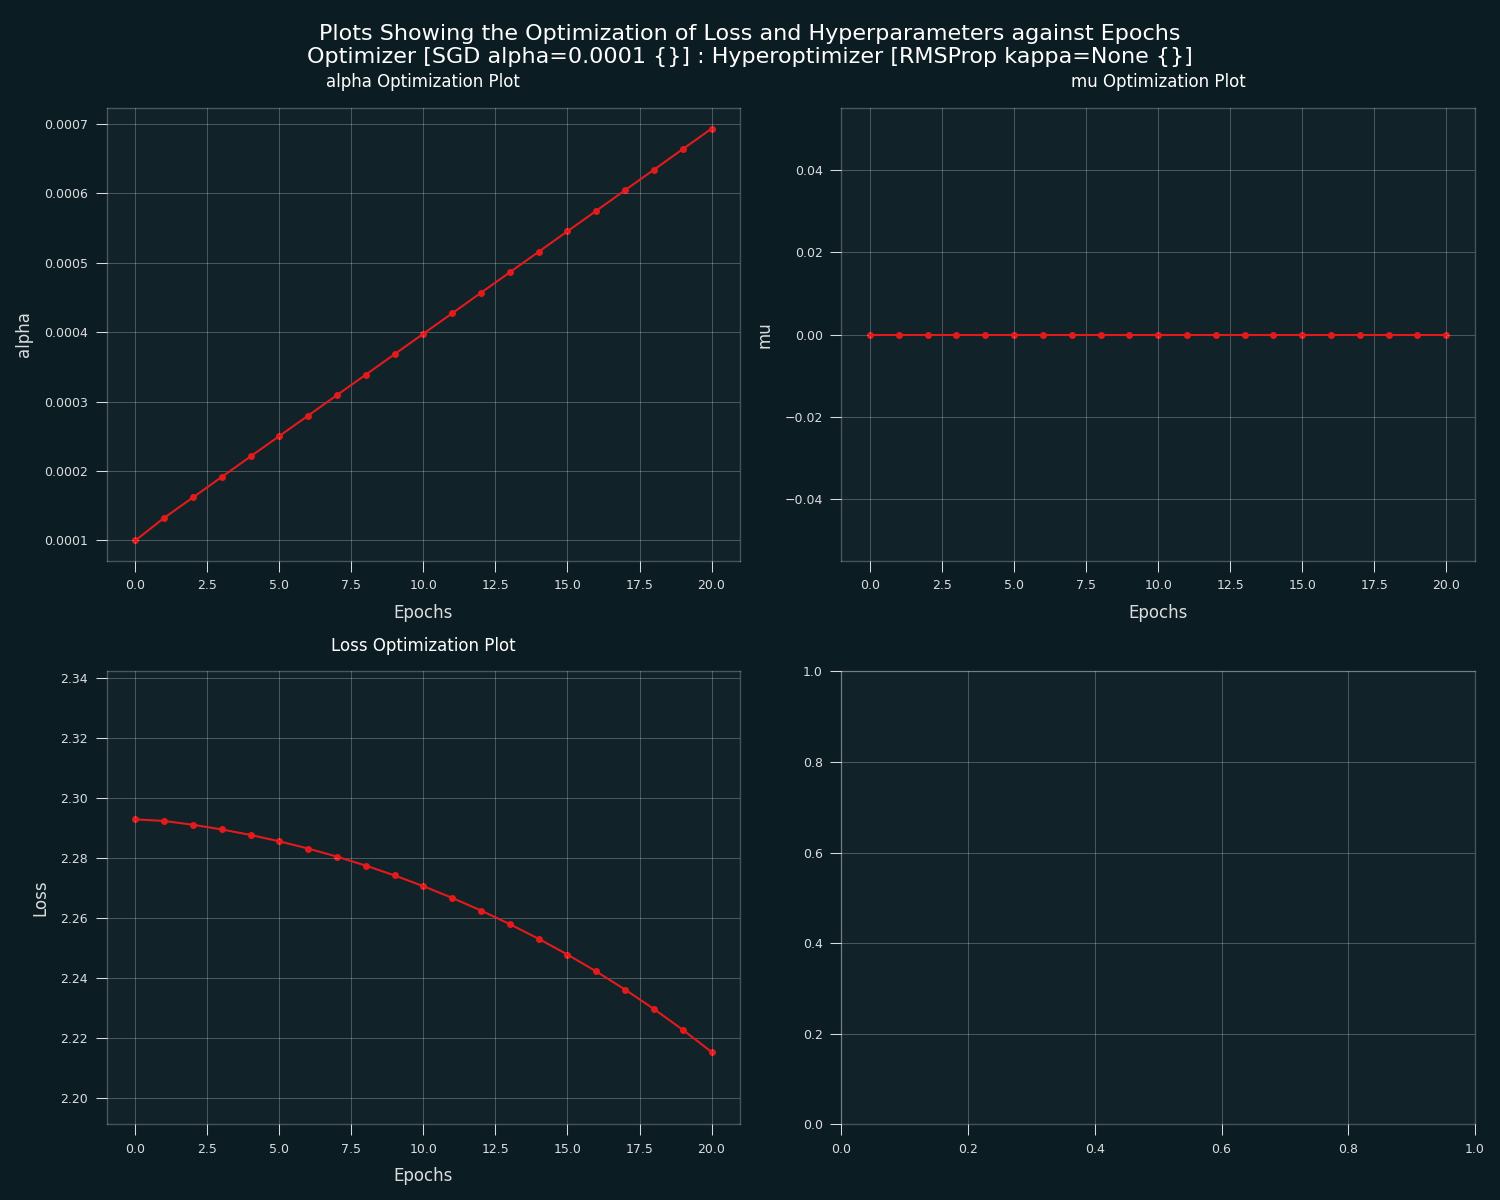 Plots Showing the Optimization of Loss and Hyperparameters against Epochs
Optimizer [SGD alpha=0.0001 {}] : Hyperoptimizer [RMSProp kappa=None {}]
alpha Optimization Plot
0.0007
0.0006
0.0005
0.0004
0.0003
0.0002
0.0001
alpha
0.0 2.5 5.0 7.5 10.0 12.5 15.0 17.5 20.0
Epochs
mu Optimization Plot
0.04
0.02
0.00
−0.02
−0.04
mu
0.0 2.5 5.0 7.5 10.0 12.5 15.0 17.5 20.0
Epochs
Loss Optimization Plot
2.34
2.32
2.30
2.28
2.26
2.24
2.22
2.20
Loss
0.0 2.5 5.0 7.5 10.0 12.5 15.0 17.5 20.0
Epochs
1.0
0.8
0.6
0.4
0.2
0.0
0.0 0.2 0.4 0.6 0.8 1.0